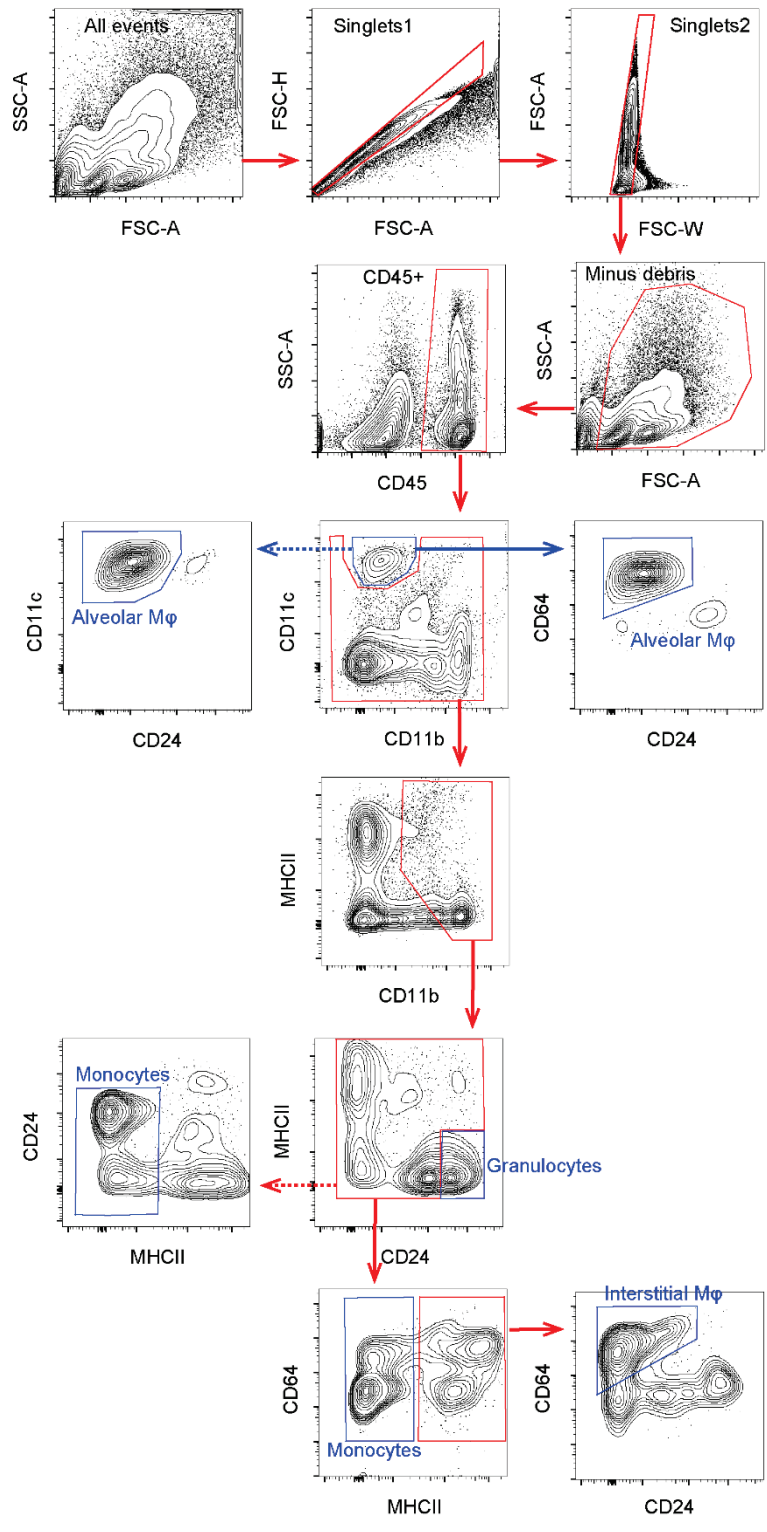 All events
SSC-A
FSC-A
Singlets1
FSC-H
FSC-A
Singlets2
FSC-A
FSC-W
CD45+
SSC-A
CD45
Minus debris
SSC-A
FSC-A
CD11c
Alveolar Mφ
CD24
CD11c
CD11b
CD64
Alveolar Mφ
CD24
MHCII
CD11b
Monocytes
CD24
MHCII
MHCII
Granulocytes
CD24
CD64
Monocytes
MHCII
Interstitial Mφ
CD64
CD24